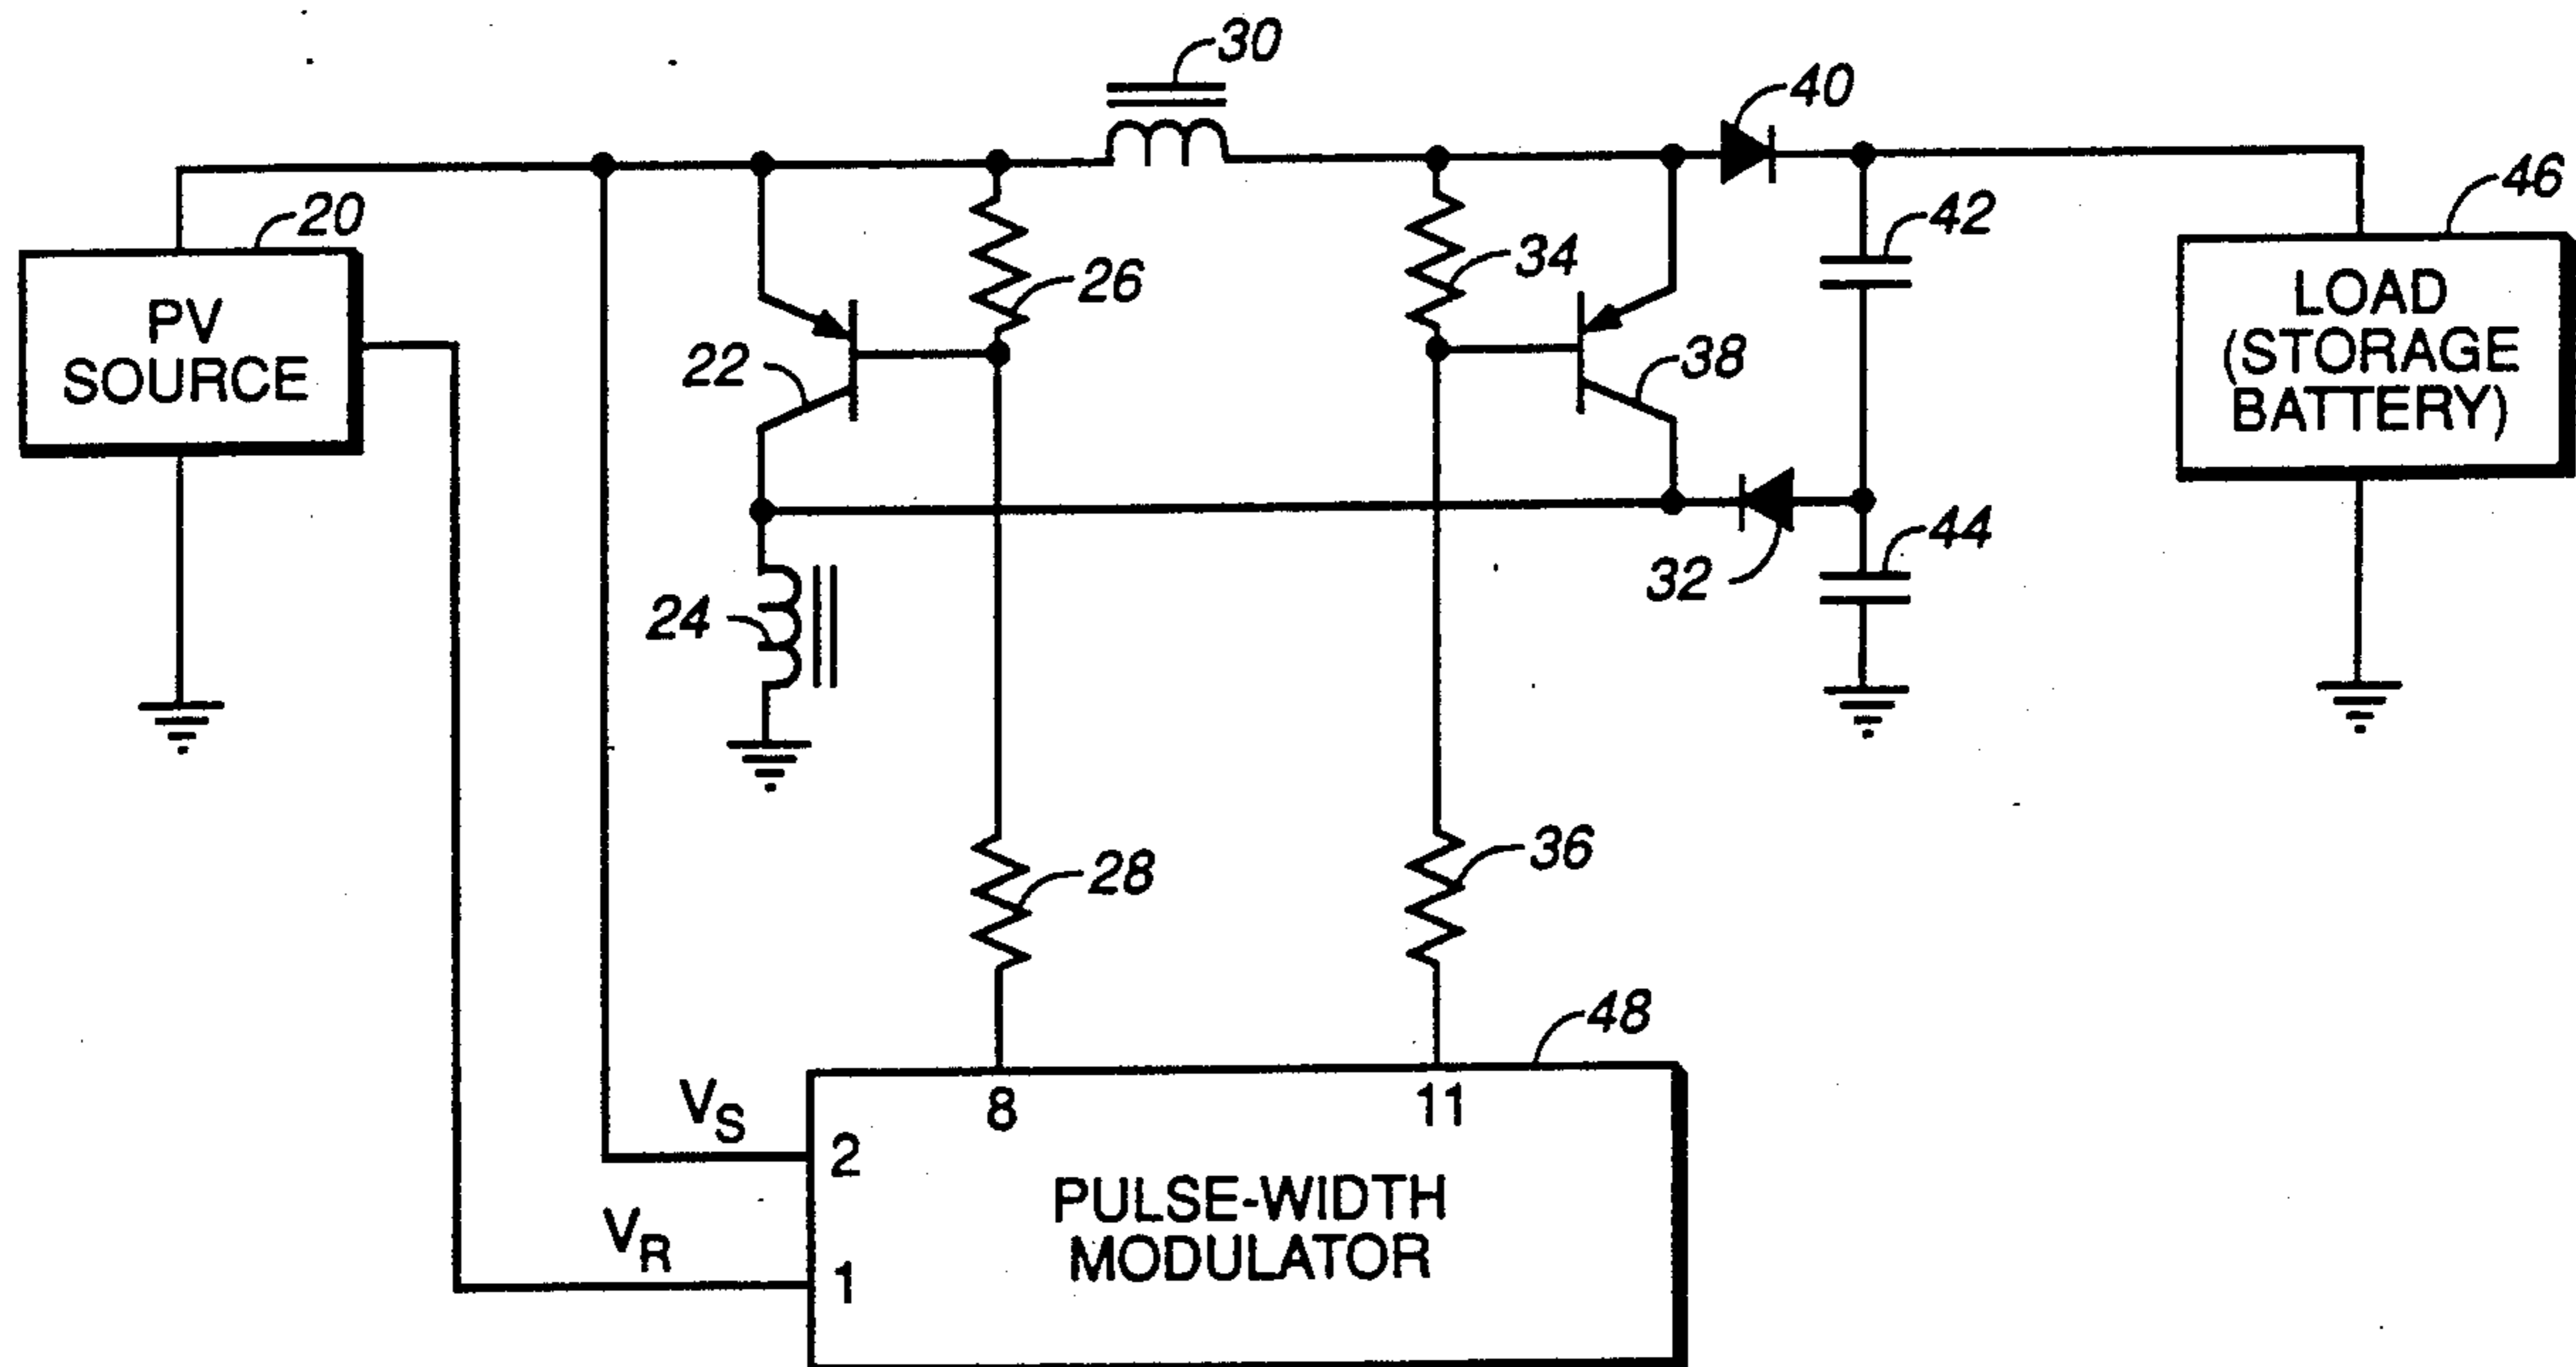 30
40
20
46
42
PV
SOURCE
26
34
LOAD
(STORAGE
BATTERY)
22
38
44
32
24
28
36
48
8
11
VS
2
VR
1
PULSE-WIDTH
MODULATOR